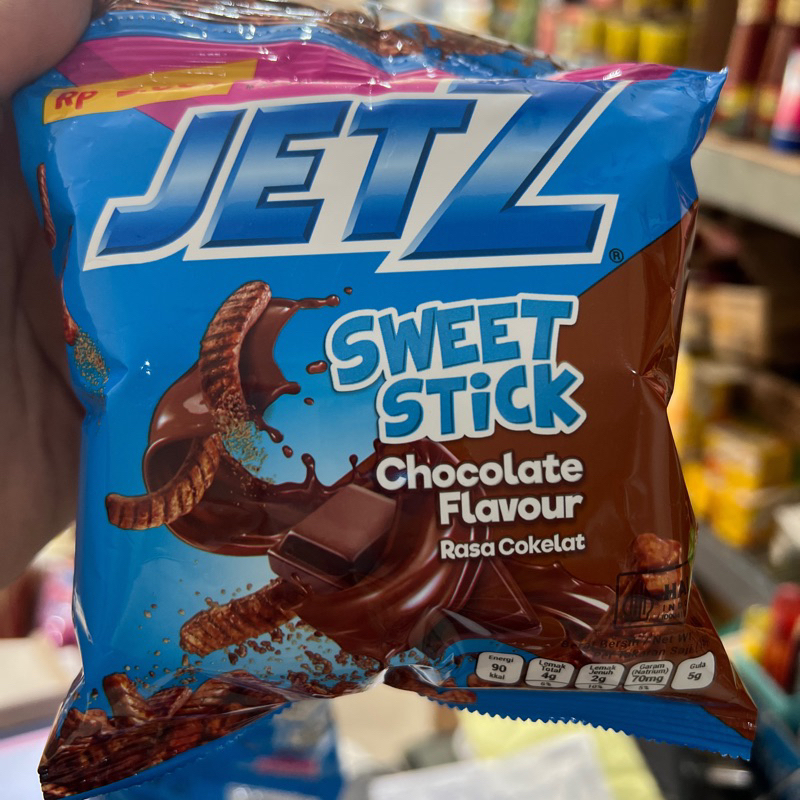 RP
JETZ®
SWEET
STiCK
Chocolate
Flavour
Rasa Cokelat
Energi
90
kkal
Lemak
Total
4g
Lemak
Jenuh
2g
Garam
(Natrium)
70mg
Gula
5g